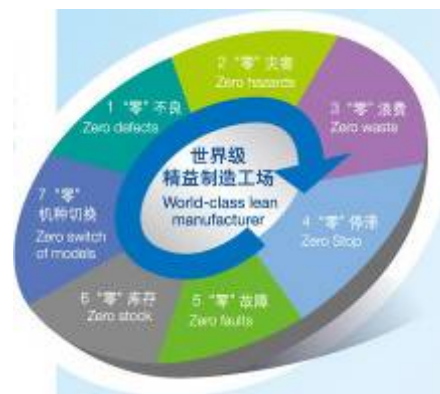 1 “零” 不良
Zero defects
2 “零” 灾害
Zero hazards
3 “零” 浪费
Zero waste
4 “零” 停滞
Zero Stop
5 “零” 故障
Zero faults
6 “零” 库存
Zero stock
7 “零”
机种切换
Zero switch
of models
世界级
精益制造工场
World-class lean
manufacturer